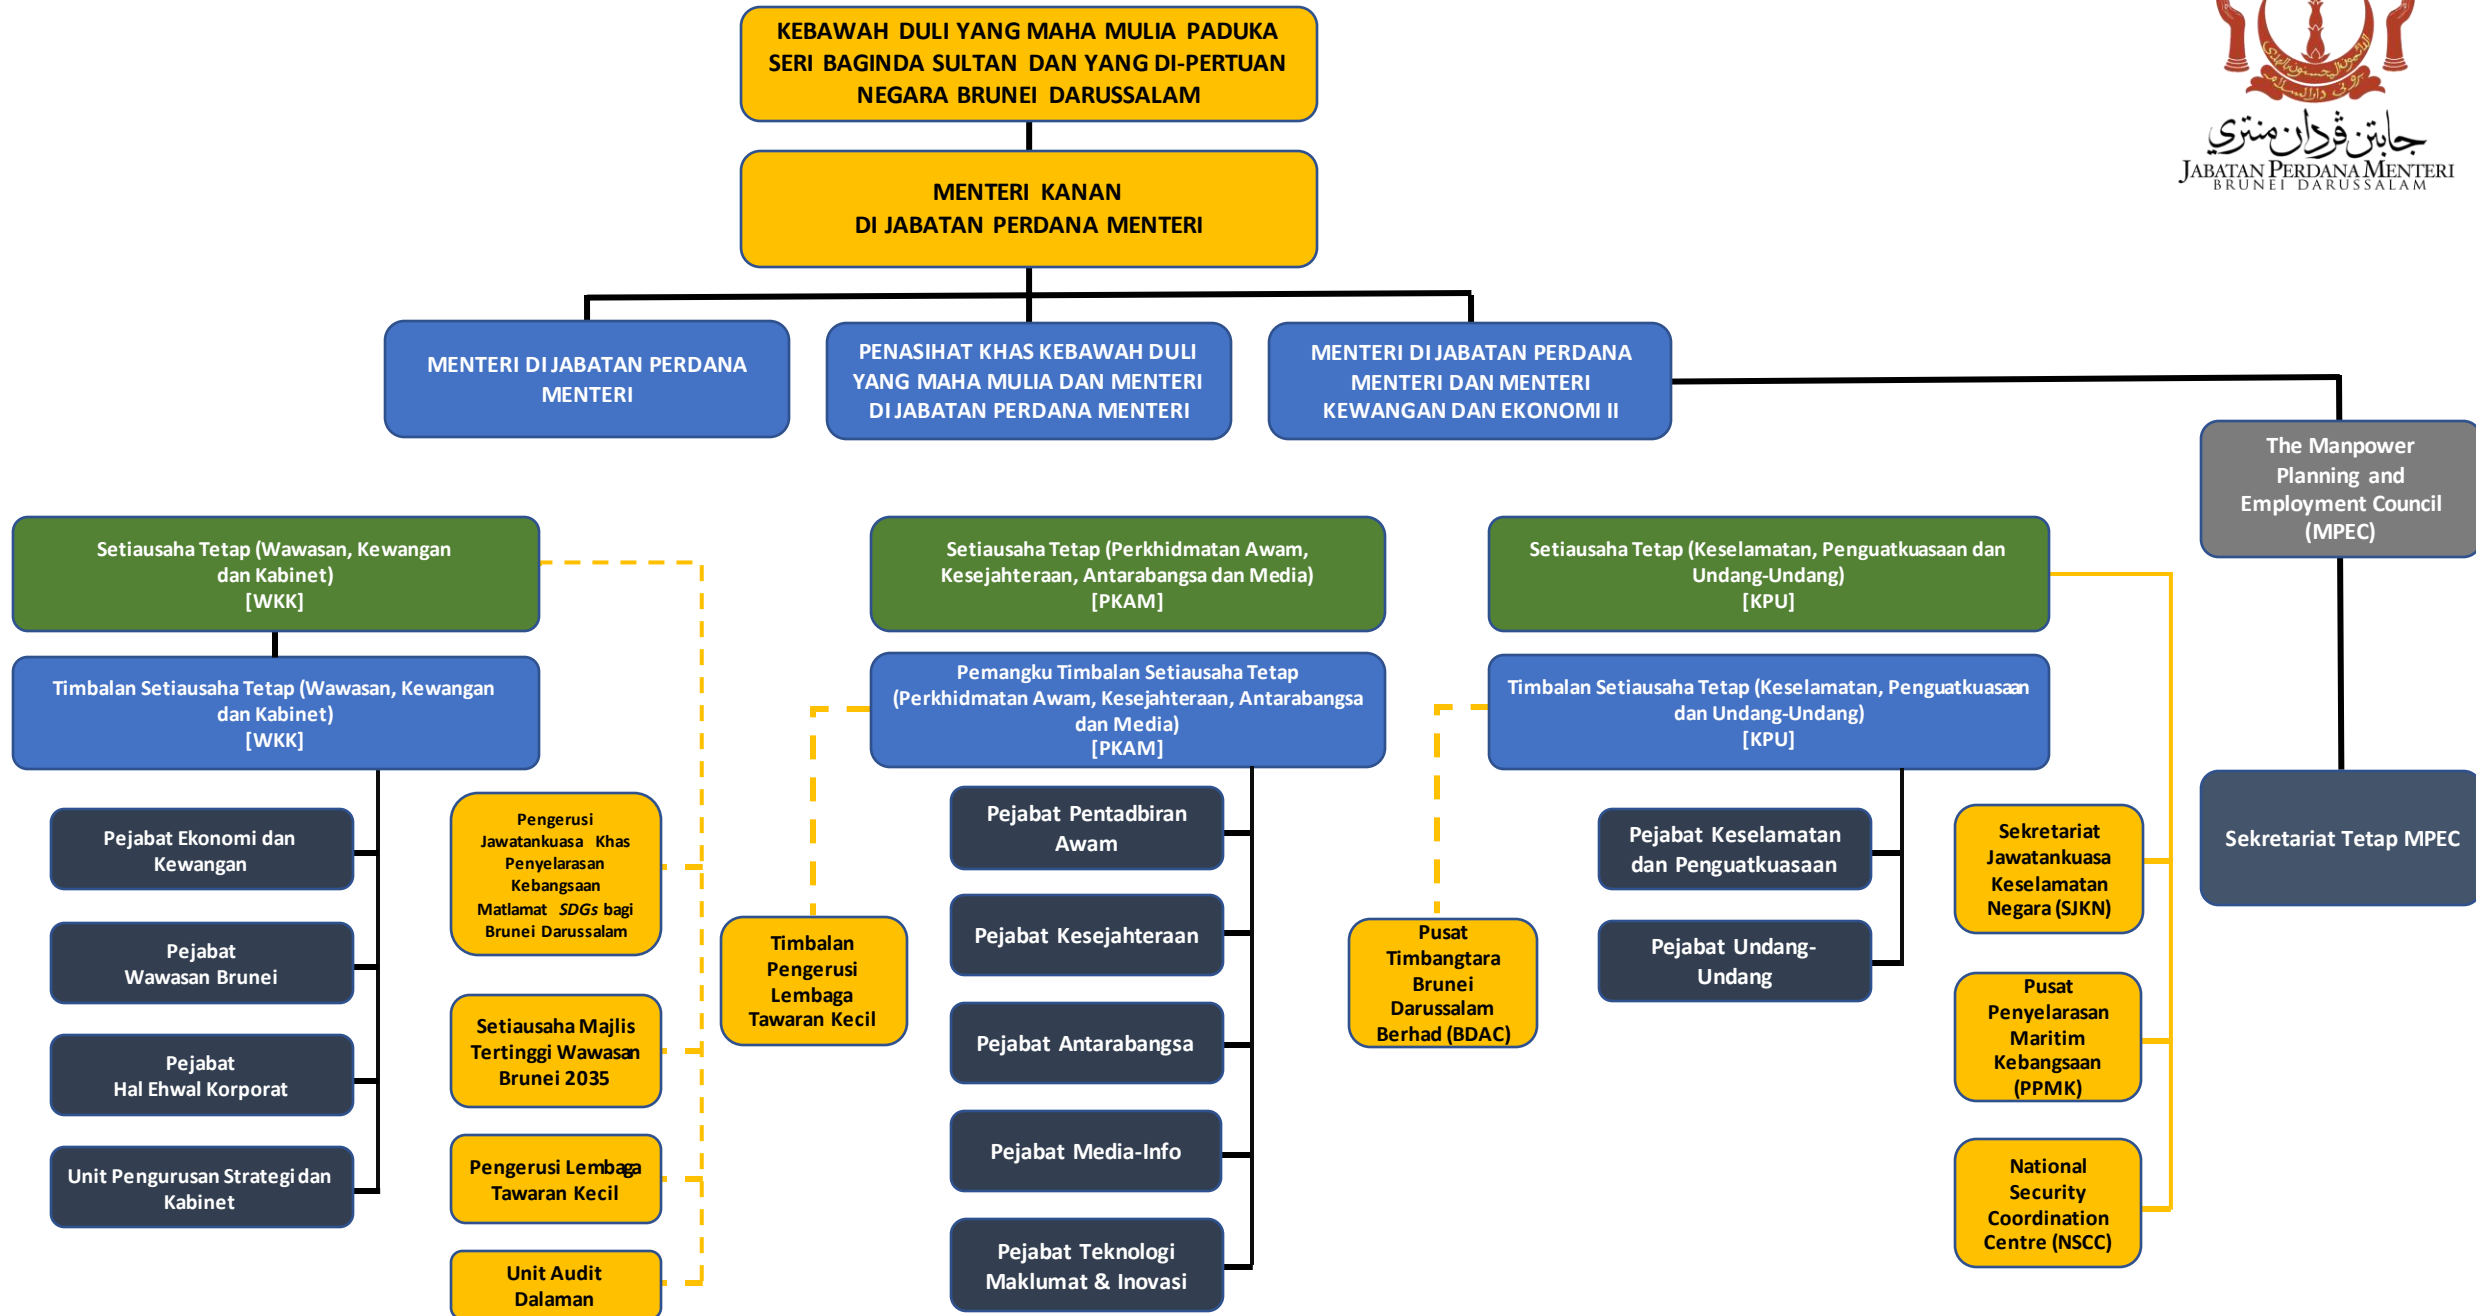 KEBAWAH DULI YANG MAHA MULIA PADUKA
SERI BAGINDA SULTAN DAN YANG DI-PERTUAN
NEGARA BRUNEI DARUSSALAM
جابتن ڤردان منتري
JABATAN PERDANA MENTERI
BRUNEI DARUSSALAM
MENTERI KANAN
DI JABATAN PERDANA MENTERI
MENTERI DI JABATAN PERDANA
MENTERI
PENASIHAT KHAS KEBAWAH DULI
YANG MAHA MULIA DAN MENTERI
DI JABATAN PERDANA MENTERI
MENTERI DI JABATAN PERDANA
MENTERI DAN MENTERI
KEWANGAN DAN EKONOMI II
The Manpower
Planning and
Employment Council
(MPEC)
Sekretariat Tetap MPEC
Setiausaha Tetap (Wawasan, Kewangan
dan Kabinet)
[WKK]
Timbalan Setiausaha Tetap (Wawasan, Kewangan
dan Kabinet)
[WKK]
Pejabat Ekonomi dan
Kewangan
Pejabat
Wawasan Brunei
Pejabat
Hal Ehwal Korporat
Unit Pengurusan Strategi dan
Kabinet
Pengerusi
Jawatankuasa Khas
Penyelarasan
Kebangsaan
Matlamat SDGs bagi
Brunei Darussalam
Setiausaha Majlis
Tertinggi Wawasan
Brunei 2035
Pengerusi Lembaga
Tawaran Kecil
Unit Audit
Dalaman
Setiausaha Tetap (Perkhidmatan Awam,
Kesejahteraan, Antarabangsa dan Media)
[PKAM]
Pemangku Timbalan Setiausaha Tetap
(Perkhidmatan Awam, Kesejahteraan, Antarabangsa
dan Media)
[PKAM]
Timbalan
Pengerusi
Lembaga
Tawaran Kecil
Pejabat Pentadbiran
Awam
Pejabat Kesejahteraan
Pejabat Antarabangsa
Pejabat Media-Info
Pejabat Teknologi
Maklumat & Inovasi
Setiausaha Tetap (Keselamatan, Penguatkuasaan dan
Undang-Undang)
[KPU]
Timbalan Setiausaha Tetap (Keselamatan, Penguatkuasaan
dan Undang-Undang)
[KPU]
Pusat
Timbangtara
Brunei
Darussalam
Berhad (BDAC)
Pejabat Keselamatan
dan Penguatkuasaan
Pejabat Undang-
Undang
Sekretariat
Jawatankuasa
Keselamatan
Negara (SJKN)
Pusat
Penyelarasan
Maritim
Kebangsaan
(PPMK)
National
Security
Coordination
Centre (NSCC)